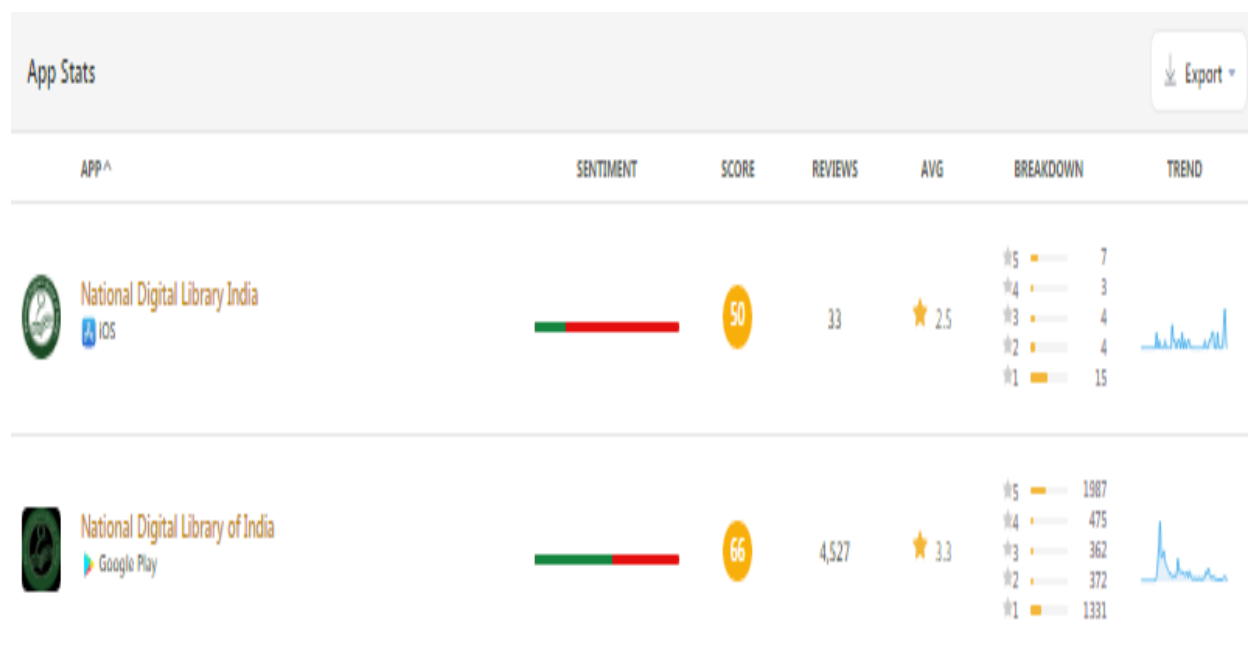 App Stats
Export
APP^ SENTIMENT SCORE REVIEWS AVG BREAKDOWN TREND
National Digital Library India
iOS
50 33 2.5
5 7
4 3
3 4
2 4
1 15
National Digital Library of India
Google Play
66 4,527 3.3
5 1987
4 475
3 362
2 372
1 1331